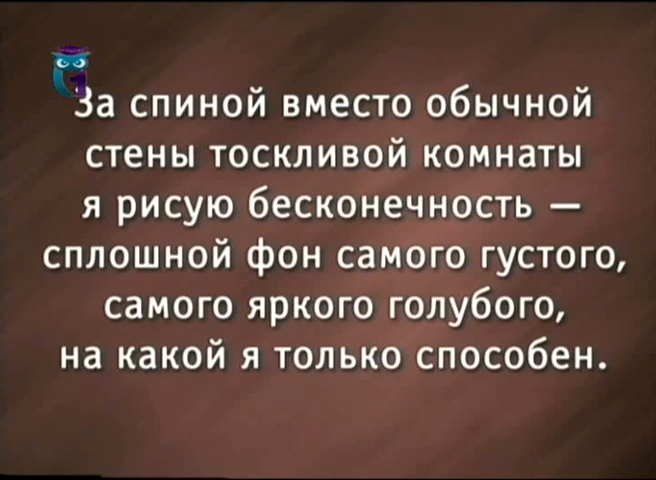 За спиной вместо обычной
стены тоскливой комнаты
я рисую бесконечность —
сплошной фон самого густого,
самого яркого голубого,
на какой я только способен.
1